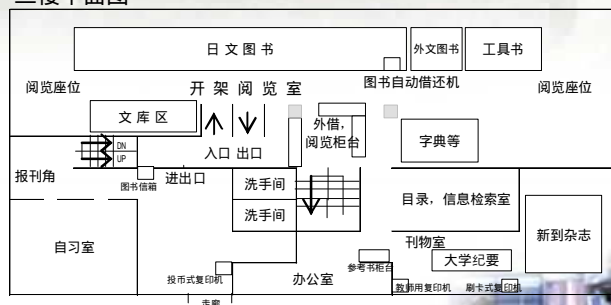 二楼平面图
日文图书
外文图书
工具书
阅览座位
开架阅览室
图书自动借还机
阅览座位
文库区
外借，
阅览柜台
字典等
DN
UP
入口 出口
报刊角
图书信箱
进出口
洗手间
洗手间
目录，信息检索室
新到杂志
自习室
刊物室
大学纪要
参考书柜台
投币式复印机
办公室
教师用复印机
刷卡式复印机
走廊